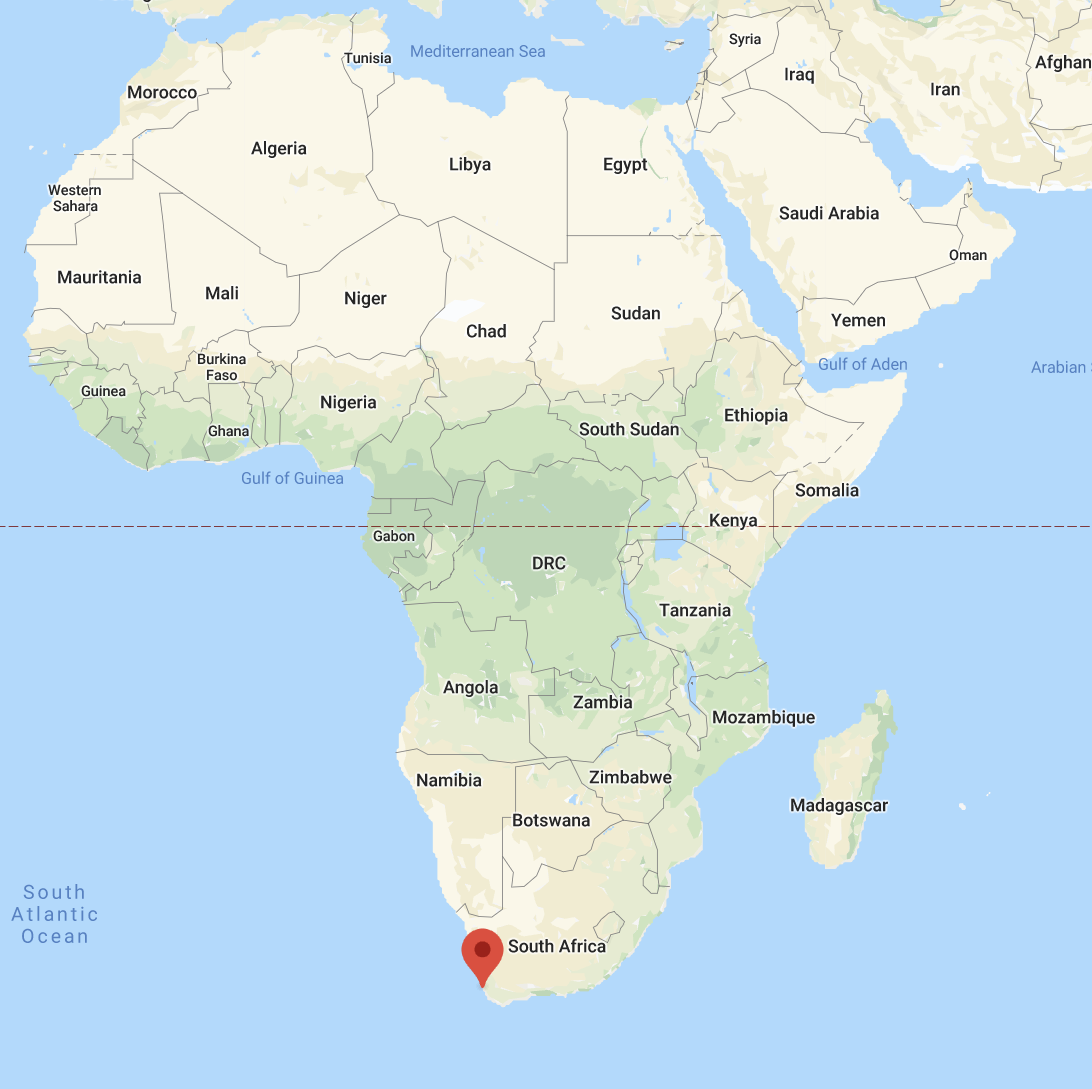 Mediterranean Sea
Syria
Tunisia
Iraq
Afghan
Iran
Morocco
Algeria
Libya
Egypt
Western
Sahara
Saudi Arabia
Oman
Mauritania
Mali
Niger
Chad
Sudan
Yemen
Burkina
Faso
Gulf of Aden
Arabian
Guinea
Nigeria
Ethiopia
Ghana
South Sudan
Gulf of Guinea
Somalia
Kenya
Gabon
DRC
Tanzania
Angola
Zambia
Mozambique
Namibia
Zimbabwe
Madagascar
Botswana
South
Atlantic
Ocean
South Africa